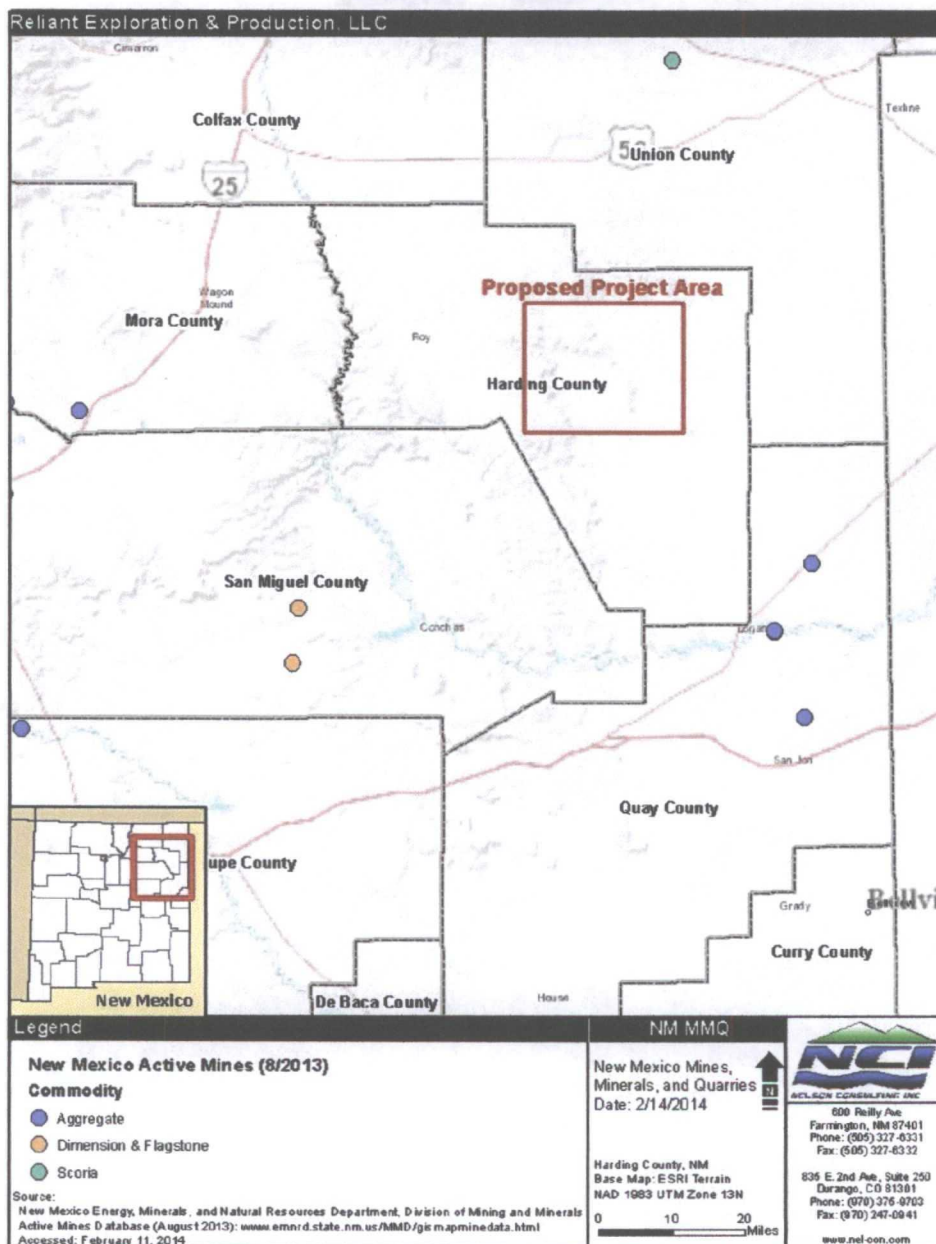 Reliant Exploration & Production, LLC
Cimarron
Colfax County
Texline
Union County
25
Proposed Project Area
Wagon
Mound
Mora County
Roy
Harding County
San Miguel County
Conchas
Logan
San Jon
Quay County
upe County
Grady
Bellvi
Curry County
New Mexico
De Baca County
House
Legend
New Mexico Active Mines (8/2013)
Commodity
Aggregate
Dimension & Flagstone
Scoria
Source:
New Mexico Energy, Minerals, and Natural Resources Department, Division of Mining and Minerals
Active Mines Database (August 2013): www.emnrd.state.nm.us/MMD/gismapminedata.html
Accessed: February 11, 2014
NM MMQ
New Mexico Mines,
Minerals, and Quarries
Date: 2/14/2014
N
Harding County, NM
Base Map: ESRI Terrain
NAD 1983 UTM Zone 13N
0 10 20
Miles
NCI
NELSON CONSULTING INC
600 Reilly Ave
Farmington, NM 87401
Phone: (505) 327-6331
Fax: (505) 327-6332
835 E. 2nd Ave, Suite 250
Durango, CO 81301
Phone: (970) 375-9703
Fax: (970) 247-0941
www.nel-con.com